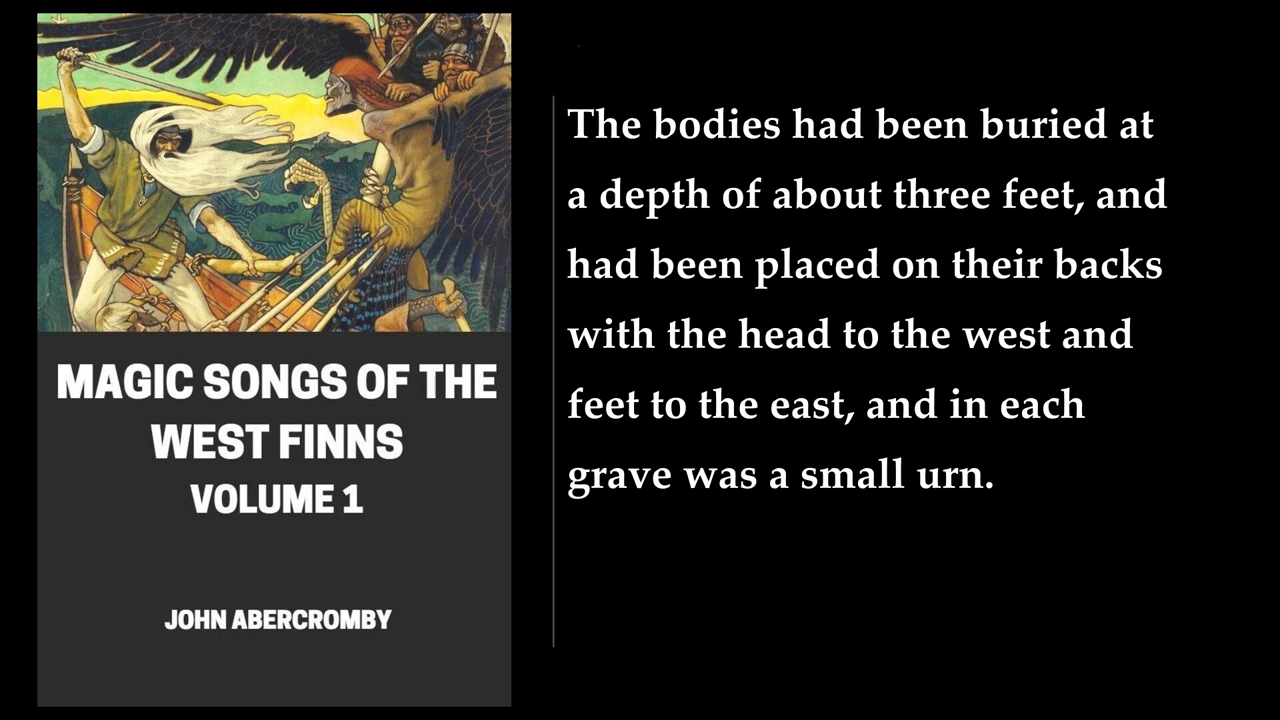 MAGIC SONGS OF THE
WEST FINNS
VOLUME 1
JOHN ABERCROMBY
The bodies had been buried at
a depth of about three feet, and
had been placed on their backs
with the head to the west and
feet to the east, and in each
grave was a small urn.